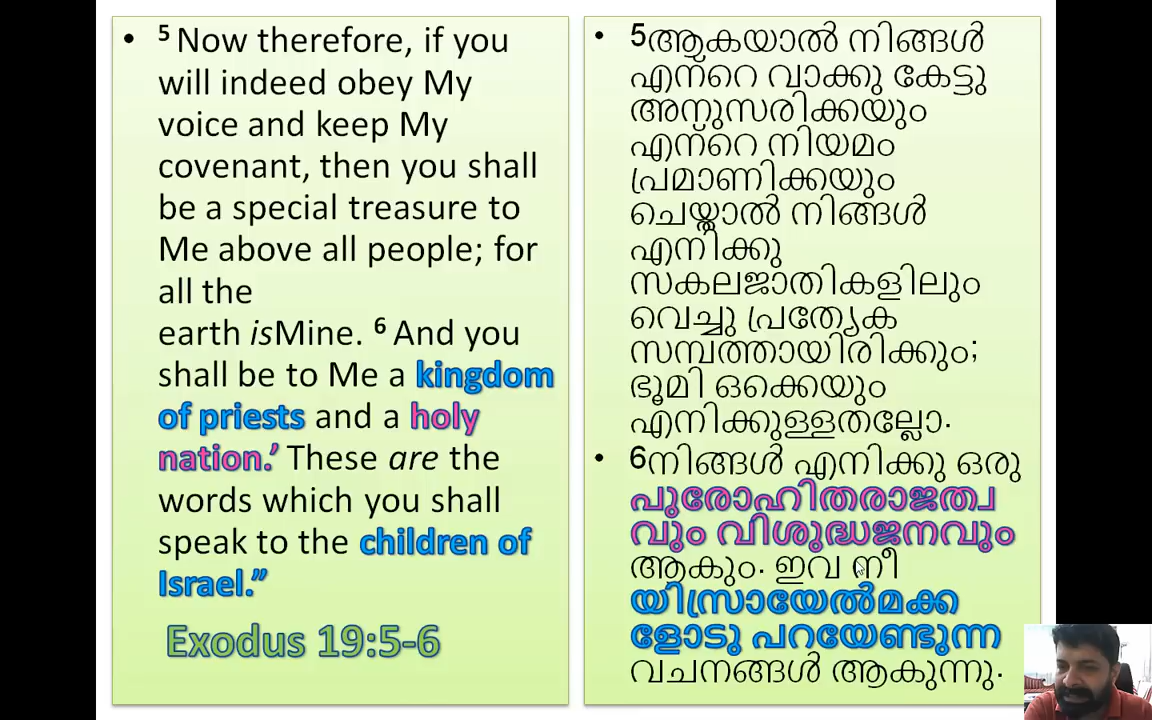 • ⁵ Now therefore, if you
will indeed obey My
voice and keep My
covenant, then you shall
be a special treasure to
Me above all people; for
all the
earth isMine. ⁶ And you
shall be to Me a kingdom
of priests and a holy
nation.’ These are the
words which you shall
speak to the children of
Israel.”
Exodus 19:5-6
• 5ആകയാൽ നിങ്ങൾ
എന്റെ വാക്കു കേട്ടു
അനുസരിക്കയും
എന്റെ നിയമം
പ്രമാണിക്കയും
ചെയ്താൽ നിങ്ങൾ
എനിക്കു
സകലജാതികളിലും
വെച്ചു പ്രത്യേക
സമ്പത്തായിരിക്കും;
ഭൂമി ഒക്കെയും
എനിക്കുള്ളതല്ലോ.
• 6നിങ്ങൾ എനിക്കു ഒരു
പുരോഹിതരാജത്വ
വും വിശുദ്ധജനവും
ആകും. ഇവ നീ
യിസ്രായേൽമക്ക
ളോടു പറയേണ്ടുന്ന
വചനങ്ങൾ ആകുന്നു.